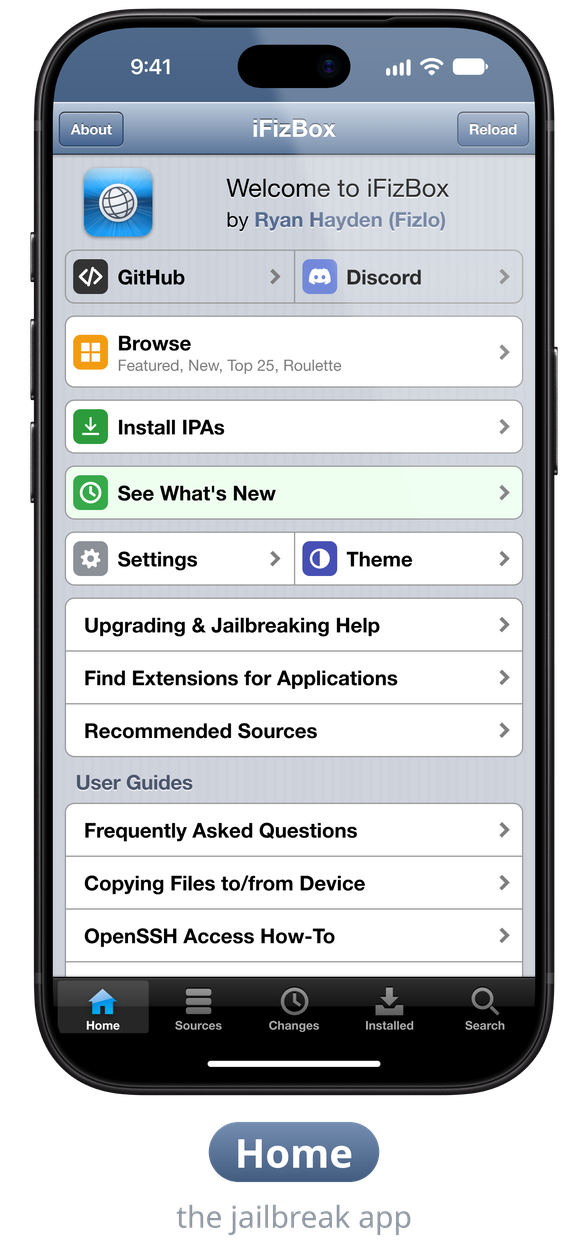 9:41
About
iFizBox
Reload
Welcome to iFizBox
by Ryan Hayden (Fizlo)
GitHub
Discord
Browse
Featured, New, Top 25, Roulette
Install IPAs
See What's New
Settings
Theme
Upgrading & Jailbreaking Help
Find Extensions for Applications
Recommended Sources
User Guides
Frequently Asked Questions
Copying Files to/from Device
OpenSSH Access How-To
Home
Sources
Changes
Installed
Search
Home
the jailbreak app